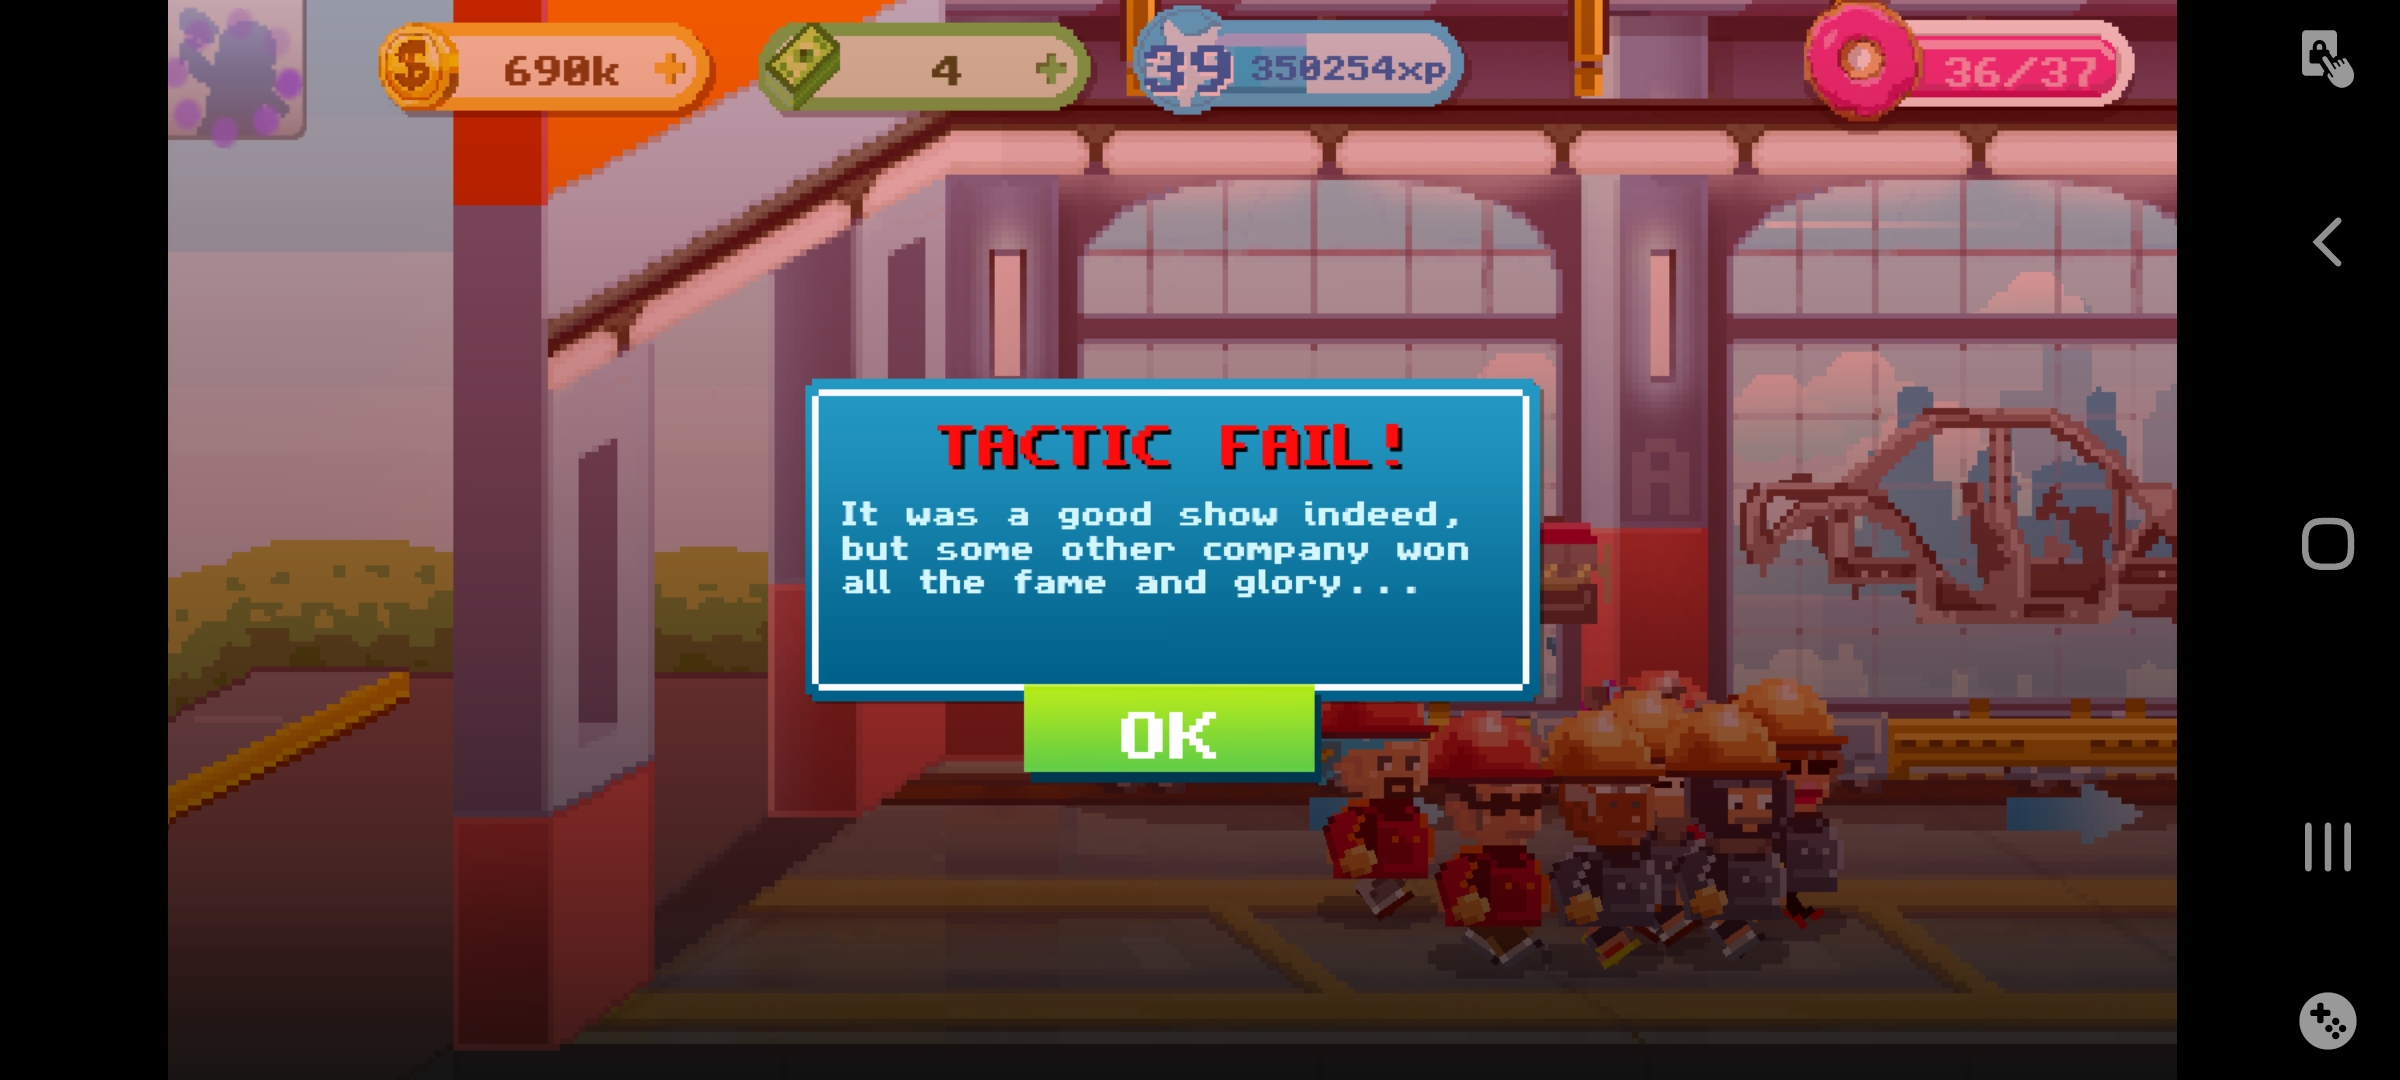 690k
4
39 350254xp
36/37
TACTIC FAIL!
It was a good show indeed,
but some other company won
all the fame and glory...
OK
A